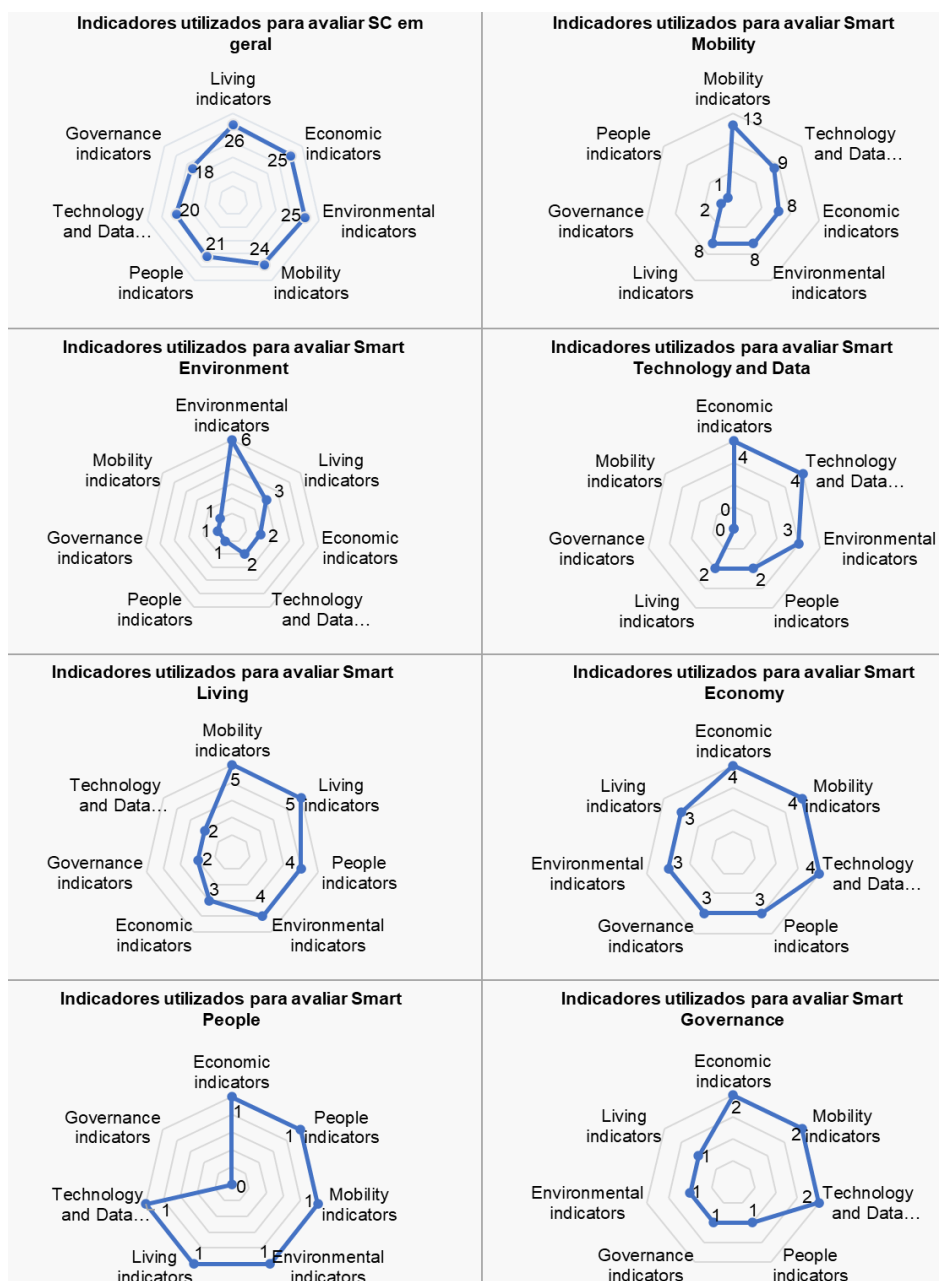 Indicadores utilizados para avaliar SC em
geral
Living
indicators
Economic
indicators
Environmental
indicators
Mobility
indicators
People
indicators
Technology
and Data...
Governance
indicators
26
25
25
24
21
20
18
Indicadores utilizados para avaliar Smart
Mobility
Mobility
indicators
Technology
and Data...
Economic
indicators
Environmental
indicators
Living
indicators
Governance
indicators
People
indicators
13
9
8
8
8
2
1
Indicadores utilizados para avaliar Smart
Environment
Environmental
indicators
Living
indicators
Economic
indicators
Technology
and Data...
People
indicators
Governance
indicators
Mobility
indicators
6
3
2
2
1
1
1
Indicadores utilizados para avaliar Smart
Technology and Data
Economic
indicators
Technology
and Data...
Environmental
indicators
People
indicators
Living
indicators
Governance
indicators
Mobility
indicators
4
4
3
2
2
0
0
Indicadores utilizados para avaliar Smart
Living
Mobility
indicators
Living
indicators
People
indicators
Environmental
indicators
Economic
indicators
Governance
indicators
Technology
and Data...
5
5
4
4
3
2
2
Indicadores utilizados para avaliar Smart
Economy
Economic
indicators
Mobility
indicators
Technology
and Data...
People
indicators
Governance
indicators
Environmental
indicators
Living
indicators
4
4
4
3
3
3
3
Indicadores utilizados para avaliar Smart
People
Economic
indicators
People
indicators
Mobility
indicators
Environmental
indicators
Living
indicators
Technology
and Data...
Governance
indicators
1
1
1
1
1
1
0
Indicadores utilizados para avaliar Smart
Governance
Economic
indicators
Mobility
indicators
Technology
and Data...
People
indicators
Governance
indicators
Environmental
indicators
Living
indicators
2
2
2
1
1
1
1